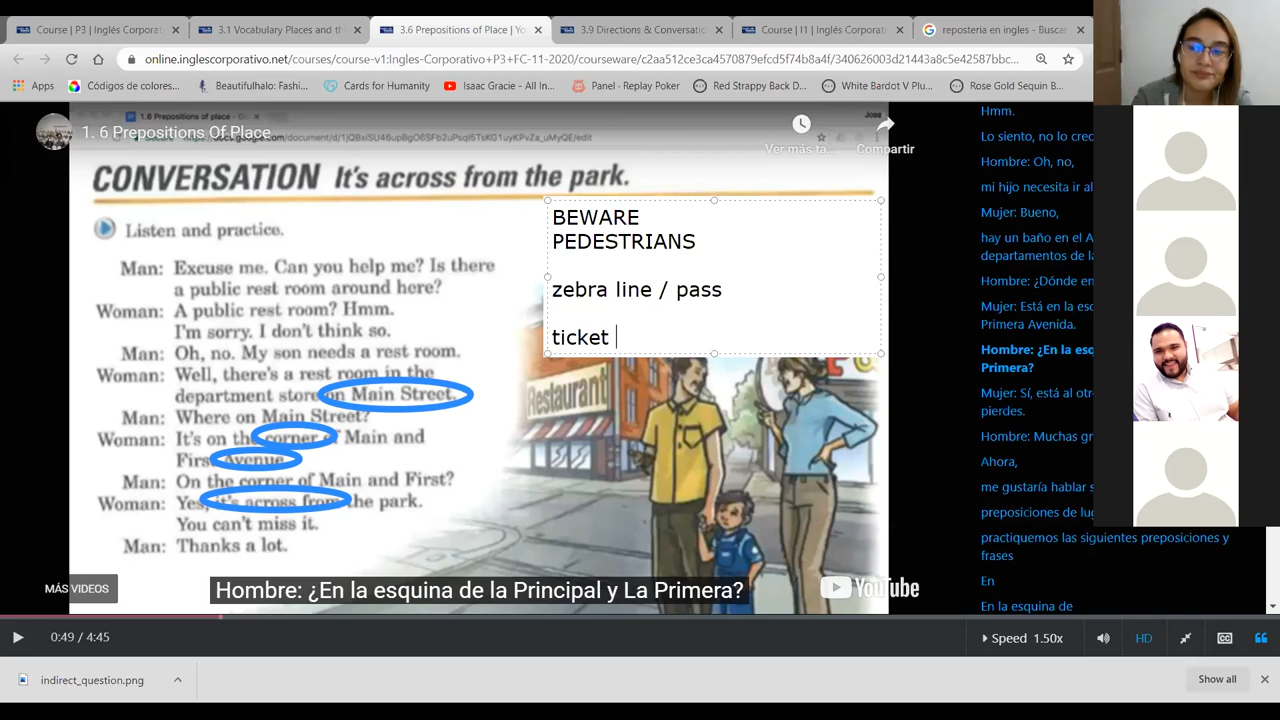 Course | P3 | Inglés Corporat
3.1 Vocabulary Places and th
3.6 Prepositions of Place | Yo
3.9 Directions & Conversatio
Course | I1 | Inglés Corporativ
reposteria en ingles - Buscar
online.inglescorporativo.net/courses/course-v1:Ingles-Corporativo+P3+FC-11-2020/courseware/c2aa512ce3ca4570879efcd5f74b8a4f/340626003d21443a8c5e42587bbc...
Apps
Códigos de colores...
Beautifulhalo: Fashi...
Cards for Humanity
Isaac Gracie - All In...
Panel - Replay Poker
Red Strappy Back D...
White Bardot V Plu...
Rose Gold Sequin B...
1. 6 Prepositions Of Place
Jose
Ver más ta...
Compartir
CONVERSATION It's across from the park.
Listen and practice.
Man: Excuse me. Can you help me? Is there
a public rest room around here?
Woman: A public rest room? Hmm.
I'm sorry. I don't think so.
Man: Oh, no. My son needs a rest room.
Woman: Well, there's a rest room in the
department store on Main Street.
Man: Where on Main Street?
Woman: It's on the corner of Main and
First Avenue.
Man: On the corner of Main and First?
Woman: Yes, it's across from the park.
You can't miss it.
Man: Thanks a lot.
BEWARE
PEDESTRIANS
zebra line / pass
ticket
Restaurant
MÁS VIDEOS
Hombre: ¿En la esquina de la Principal y La Primera?
YouTube
Hmm.
Lo siento, no lo crec
Hombre: Oh, no,
mi hijo necesita ir al
Mujer: Bueno,
hay un baño en el A
departamentos de la
Hombre: ¿Dónde en
Mujer: Está en la esc
Primera Avenida.
Hombre: ¿En la esq
Primera?
Mujer: Sí, está al otr
pierdes.
Hombre: Muchas gr
Ahora,
me gustaría hablar s
preposiciones de lug
practiquemos las siguientes preposiciones y
frases
En
En la esquina de
0:49 / 4:45
Speed 1.50x
HD
indirect_question.png
Show all